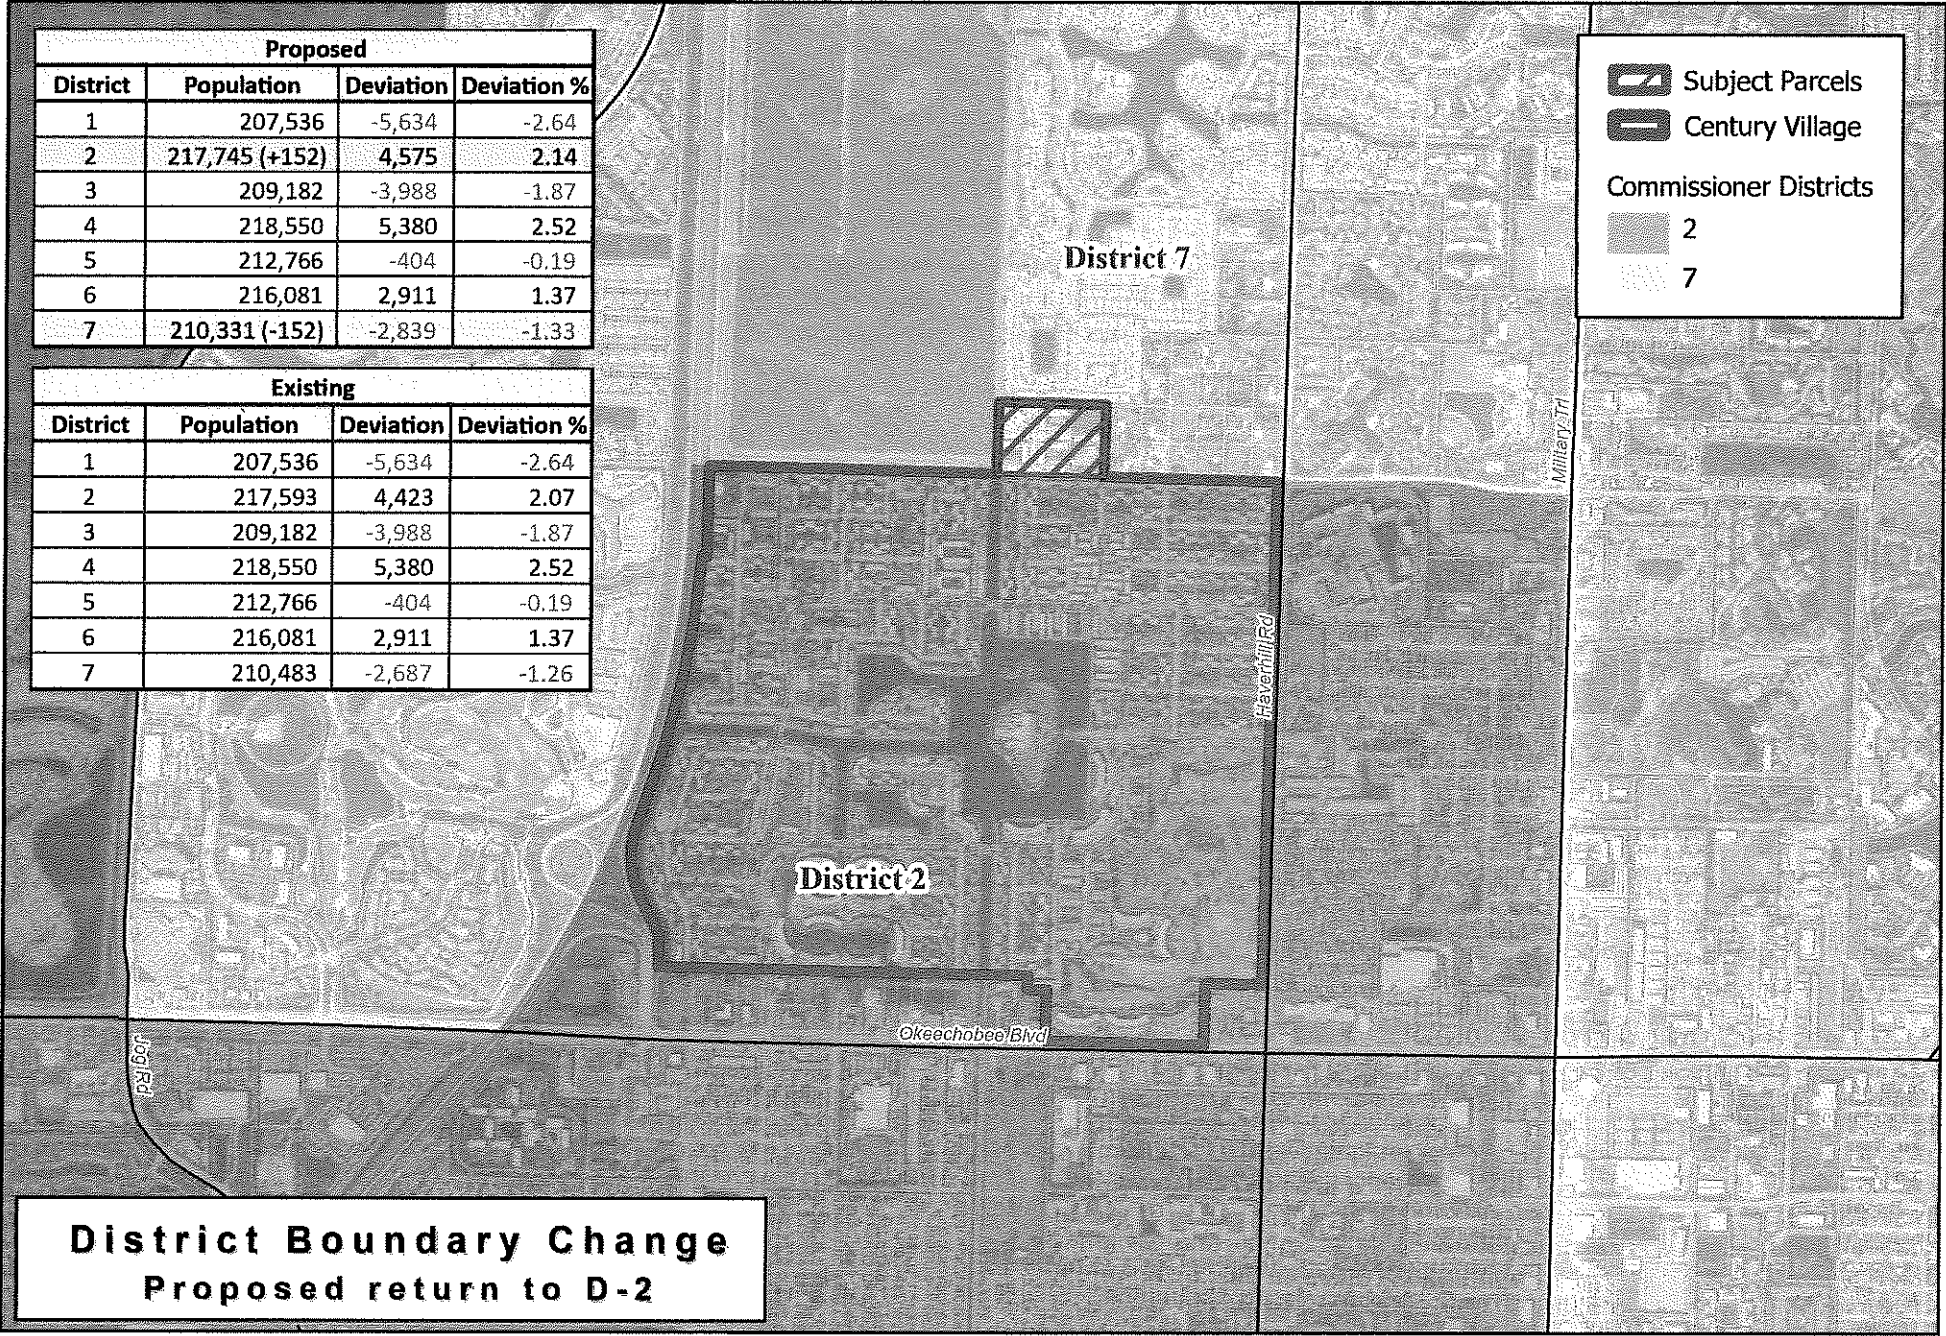 Proposed
District Population Deviation Deviation %
1 207,536 -5,634 -2.64
2 217,745 (+152) 4,575 2.14
3 209,182 -3,988 -1.87
4 218,550 5,380 2.52
5 212,766 -404 -0.19
6 216,081 2,911 1.37
7 210,331 (-152) -2,839 -1.33
Existing
District Population Deviation Deviation %
1 207,536 -5,634 -2.64
2 217,593 4,423 2.07
3 209,182 -3,988 -1.87
4 218,550 5,380 2.52
5 212,766 -404 -0.19
6 216,081 2,911 1.37
7 210,483 -2,687 -1.26
Subject Parcels
Century Village
Commissioner Districts
2
7
District 7
Military Trl
Haverhill Rd
District 2
Okeechobee Blvd
Jog Rd
District Boundary Change
Proposed return to D-2